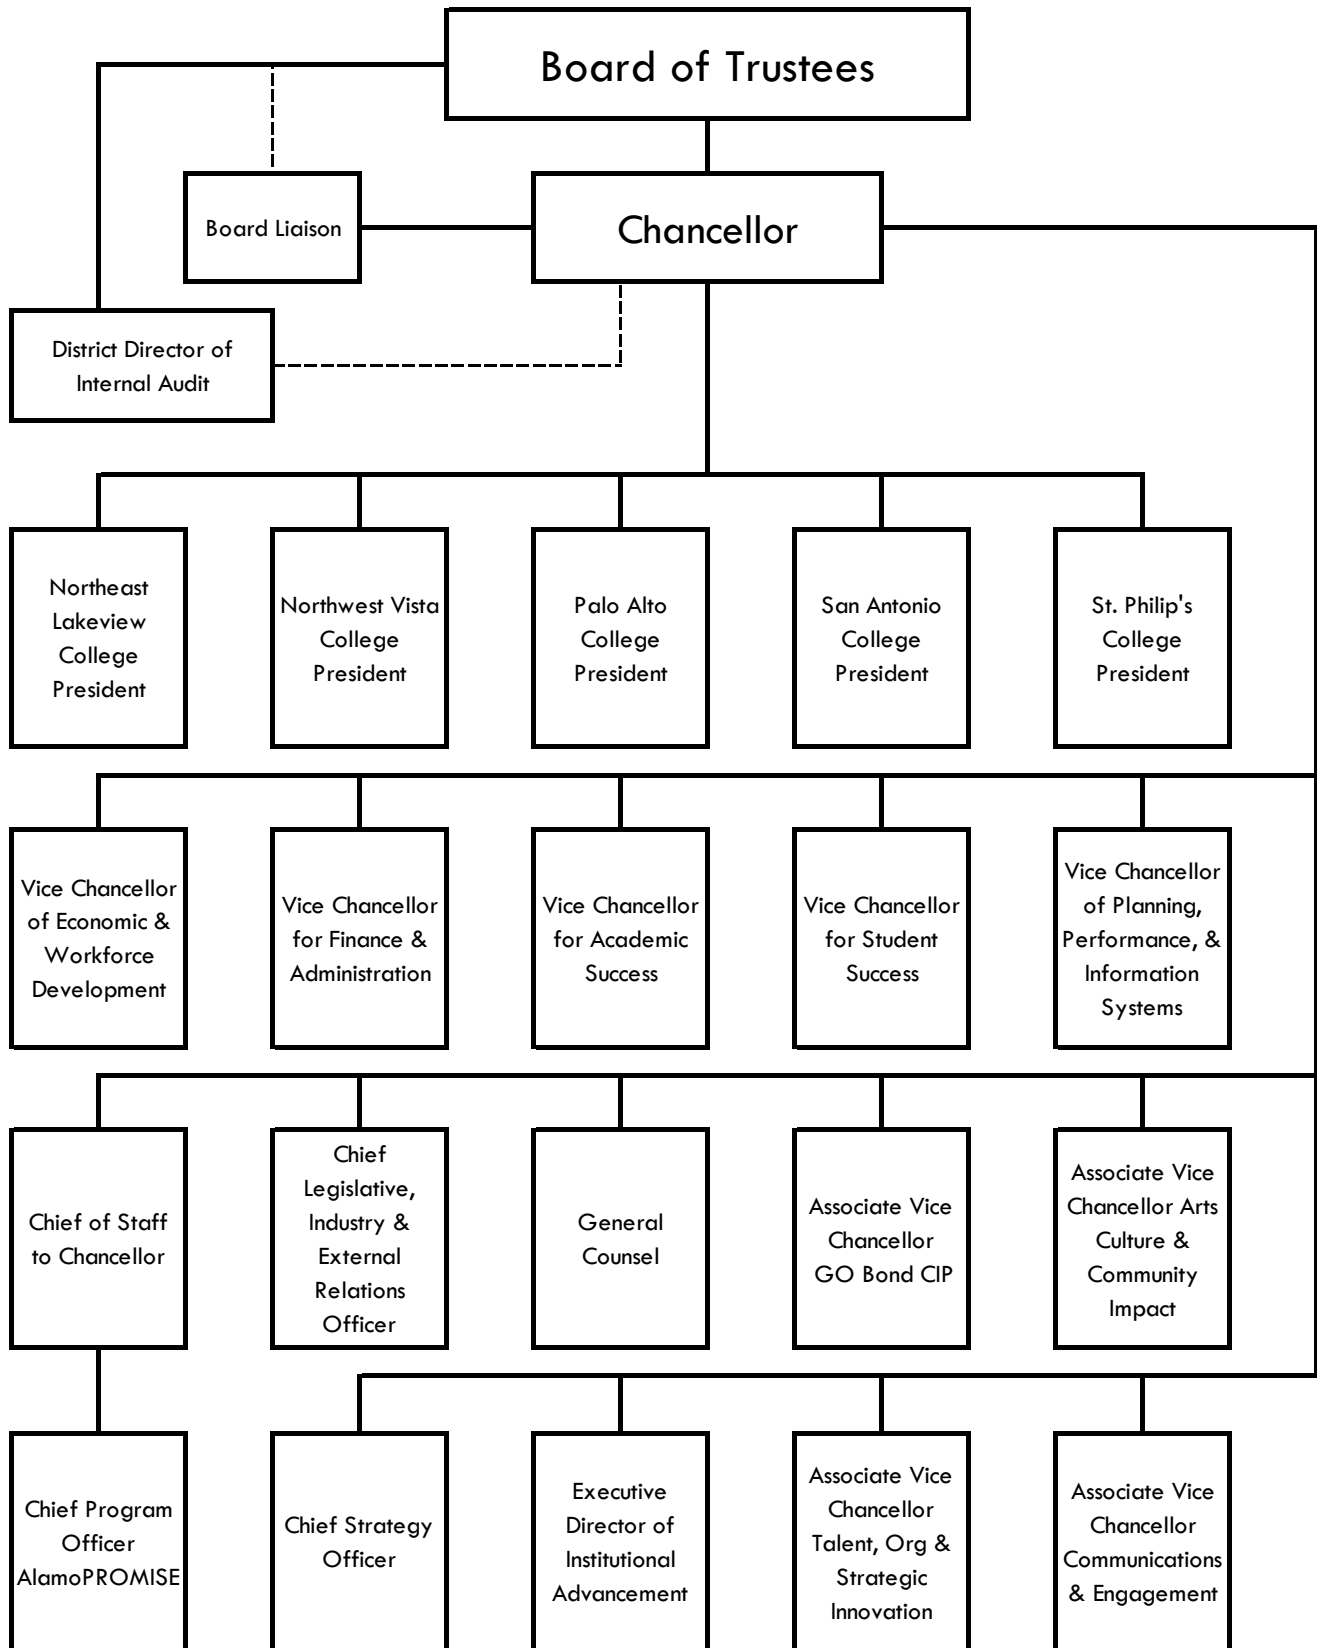 Board of Trustees
Board Liaison
Chancellor
District Director of
Internal Audit
Northeast
Lakeview
College
President
Northwest Vista
College
President
Palo Alto
College
President
San Antonio
College
President
St. Philip's
College
President
Vice Chancellor
of Economic &
Workforce
Development
Vice Chancellor
for Finance &
Administration
Vice Chancellor
for Academic
Success
Vice Chancellor
for Student
Success
Vice Chancellor
of Planning,
Performance, &
Information
Systems
Chief of Staff
to Chancellor
Chief
Legislative,
Industry &
External
Relations
Officer
General
Counsel
Associate Vice
Chancellor
GO Bond CIP
Associate Vice
Chancellor Arts
Culture &
Community
Impact
Chief Program
Officer
AlamoPROMISE
Chief Strategy
Officer
Executive
Director of
Institutional
Advancement
Associate Vice
Chancellor
Talent, Org &
Strategic
Innovation
Associate Vice
Chancellor
Communications
& Engagement